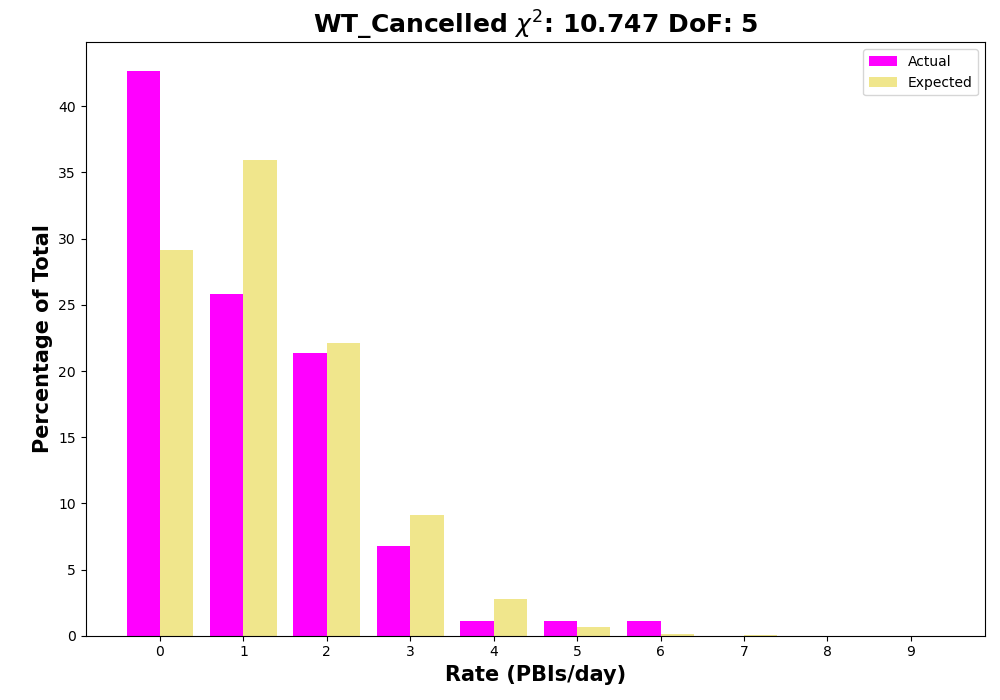 WT_Cancelled χ²: 10.747 DoF: 5
Actual
Expected
Percentage of Total
40
35
30
25
20
15
10
5
0
0 1 2 3 4 5 6 7 8 9
Rate (PBIs/day)